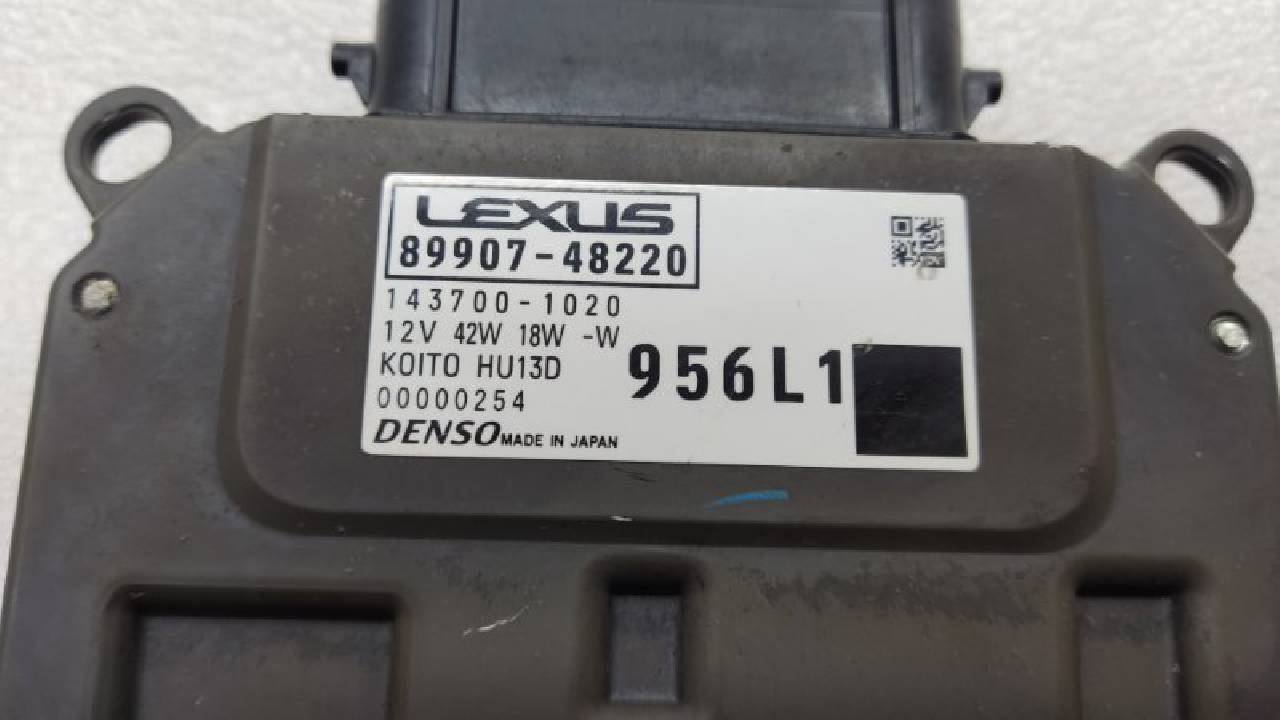 LEXUS
89907-48220
143700-1020
12V 42W 18W -W
KOITO HU13D
00000254
956L1
DENSO MADE IN JAPAN